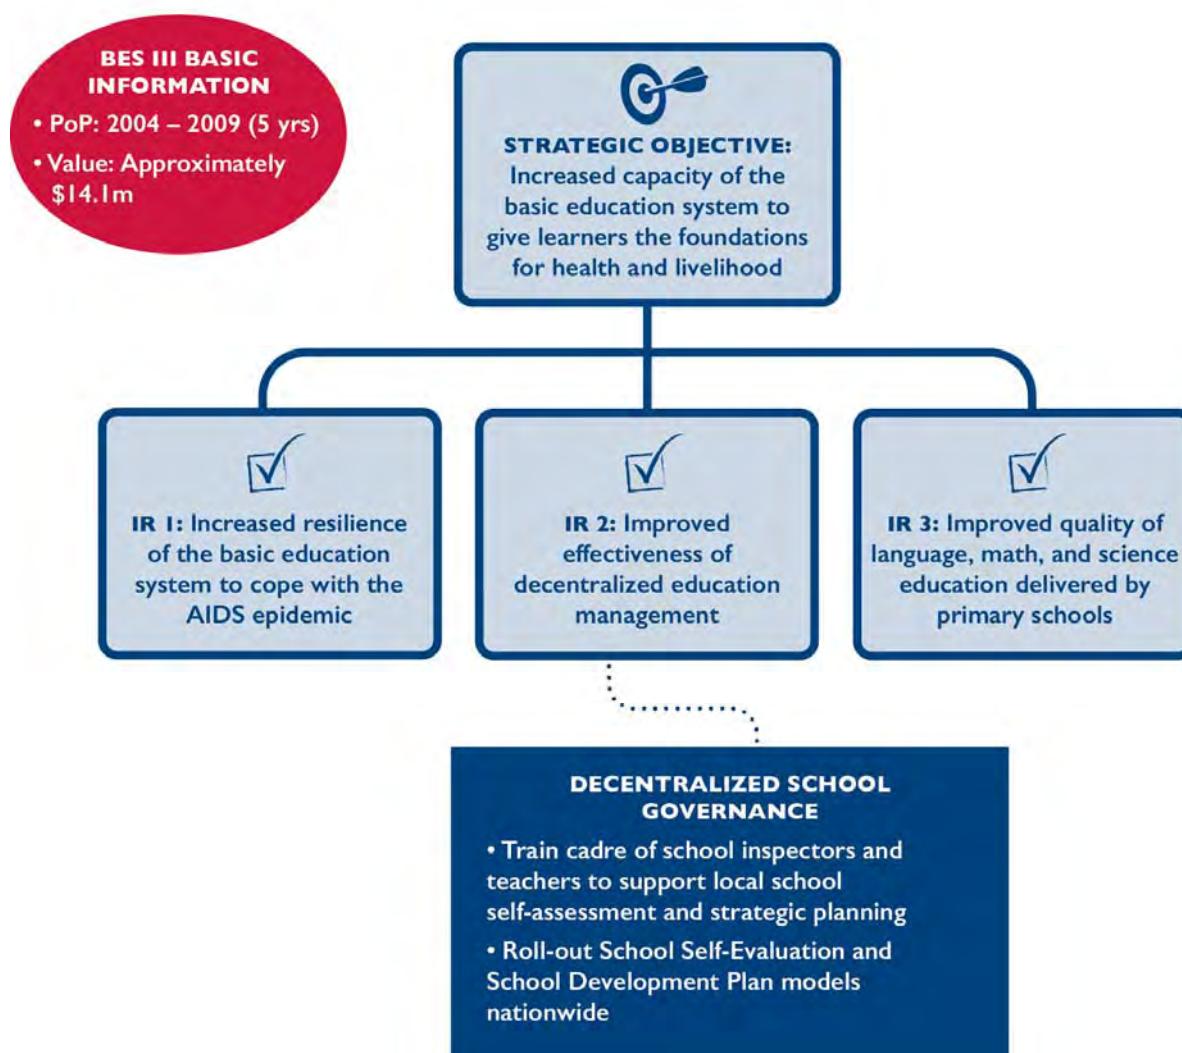 BES III BASIC
INFORMATION
• PoP: 2004 – 2009 (5 yrs)
• Value: Approximately
$14.1m
STRATEGIC OBJECTIVE:
Increased capacity of the
basic education system to
give learners the foundations
for health and livelihood
IR 1: Increased resilience
of the basic education
system to cope with the
AIDS epidemic
IR 2: Improved
effectiveness of
decentralized education
management
IR 3: Improved quality of
language, math, and science
education delivered by
primary schools
DECENTRALIZED SCHOOL
GOVERNANCE
• Train cadre of school inspectors and
teachers to support local school
self-assessment and strategic planning
• Roll-out School Self-Evaluation and
School Development Plan models
nationwide